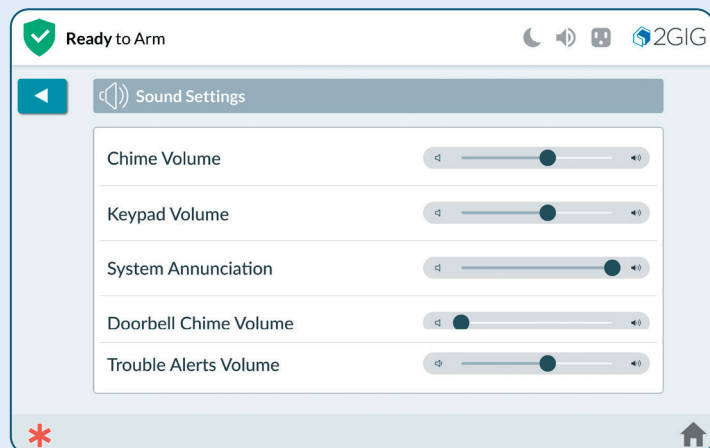 Ready to Arm
2GIG
Sound Settings
Chime Volume
Keypad Volume
System Annunciation
Doorbell Chime Volume
Trouble Alerts Volume